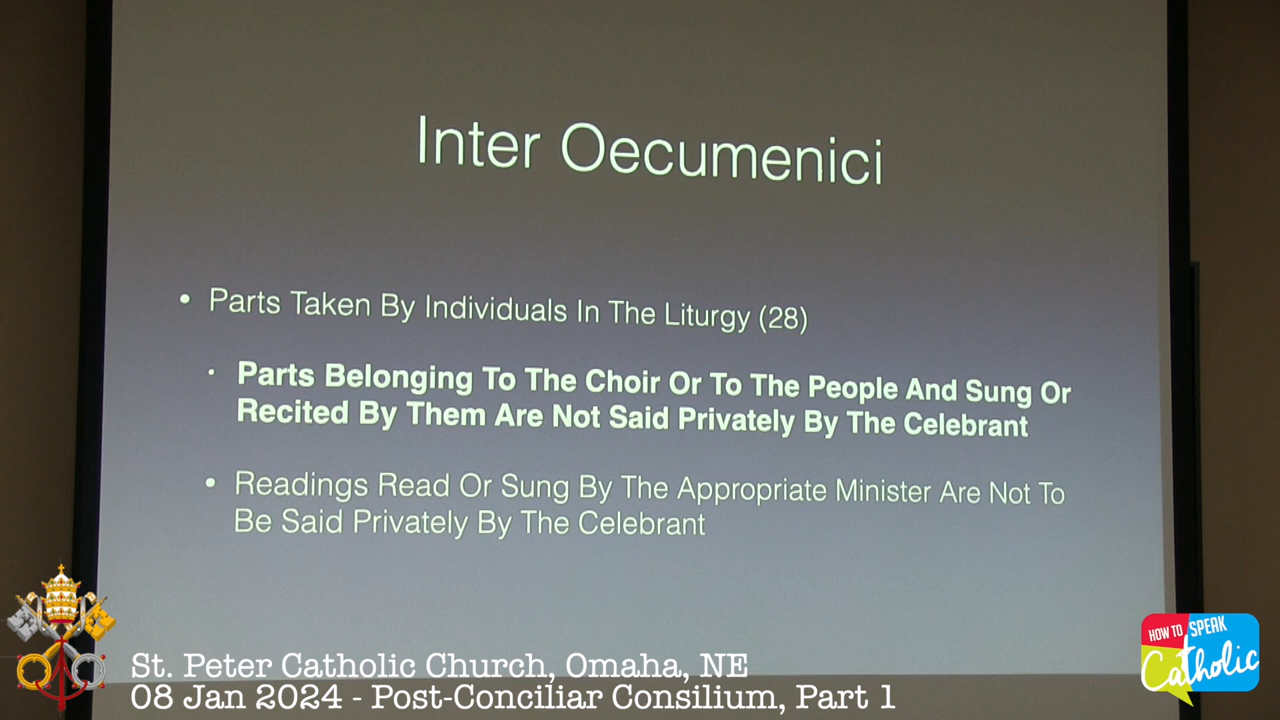 Inter Oecumenici
• Parts Taken By Individuals In The Liturgy (28)
• Parts Belonging To The Choir Or To The People And Sung Or
Recited By Them Are Not Said Privately By The Celebrant
• Readings Read Or Sung By The Appropriate Minister Are Not To
Be Said Privately By The Celebrant
St. Peter Catholic Church, Omaha, NE
08 Jan 2024 - Post-Conciliar Consilium, Part 1
HOW TO SPEAK
Catholic